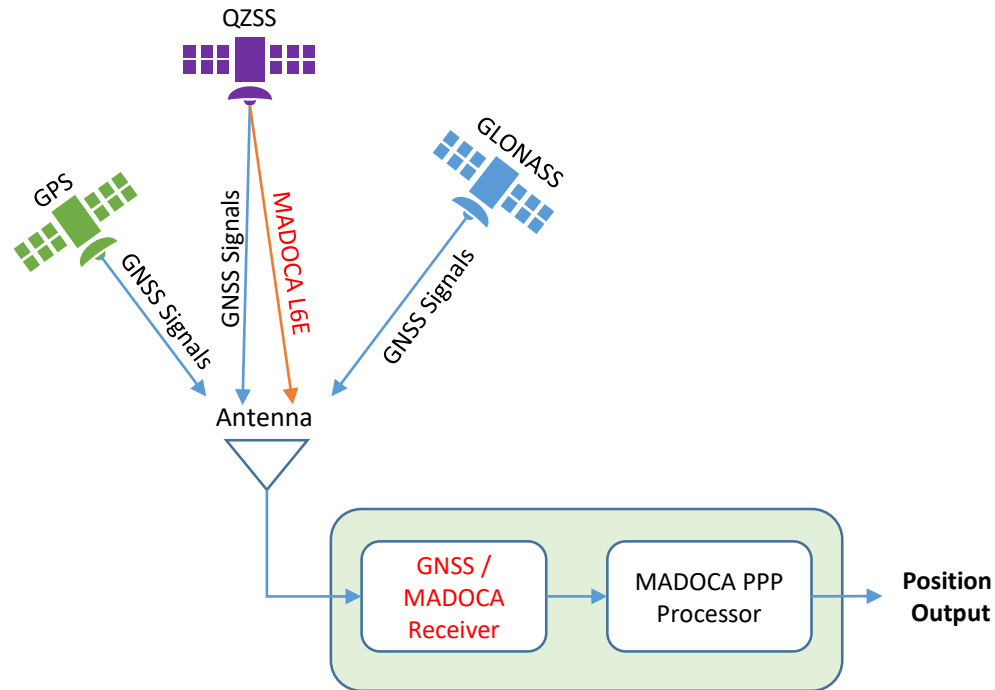 QZSS
GPS
GLONASS
GNSS Signals
GNSS Signals
MADOCA L6E
GNSS Signals
Antenna
GNSS /
MADOCA
Receiver
MADOCA PPP
Processor
Position
Output